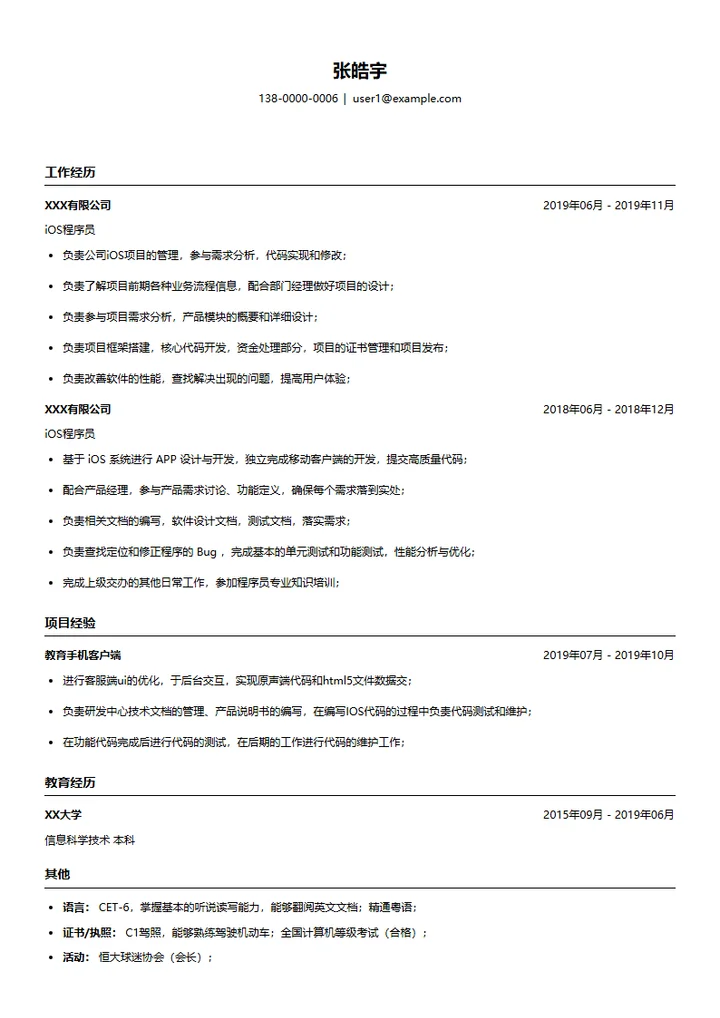 张皓宇
138-0000-0006 | user1@example.com
工作经历
XXX有限公司 2019年06月 - 2019年11月
iOS程序员
• 负责公司iOS项目的管理，参与需求分析，代码实现和修改；
• 负责了解项目前期各种业务流程信息，配合部门经理做好项目的设计；
• 负责参与项目需求分析，产品模块的概要和详细设计；
• 负责项目框架搭建，核心代码开发，资金处理部分，项目的证书管理和项目发布；
• 负责改善软件的性能，查找解决出现的问题，提高用户体验；
XXX有限公司 2018年06月 - 2018年12月
iOS程序员
• 基于 iOS 系统进行 APP 设计与开发，独立完成移动客户端的开发，提交高质量代码；
• 配合产品经理，参与产品需求讨论、功能定义，确保每个需求落到实处；
• 负责相关文档的编写，软件设计文档，测试文档，落实需求；
• 负责查找定位和修正程序的 Bug ，完成基本的单元测试和功能测试，性能分析与优化；
• 完成上级交办的其他日常工作，参加程序员专业知识培训；
项目经验
教育手机客户端 2019年07月 - 2019年10月
• 进行客服端ui的优化，于后台交互，实现原声端代码和html5文件数据交；
• 负责研发中心技术文档的管理、产品说明书的编写，在编写IOS代码的过程中负责代码测试和维护；
• 在功能代码完成后进行代码的测试，在后期的工作进行代码的维护工作；
教育经历
XX大学 2015年09月 - 2019年06月
信息科学技术 本科
其他
• 语言： CET-6，掌握基本的听说读写能力，能够翻阅英文文档；精通粤语；
• 证书/执照： C1驾照，能够熟练驾驶机动车；全国计算机等级考试（合格）；
• 活动： 恒大球迷协会（会长）；